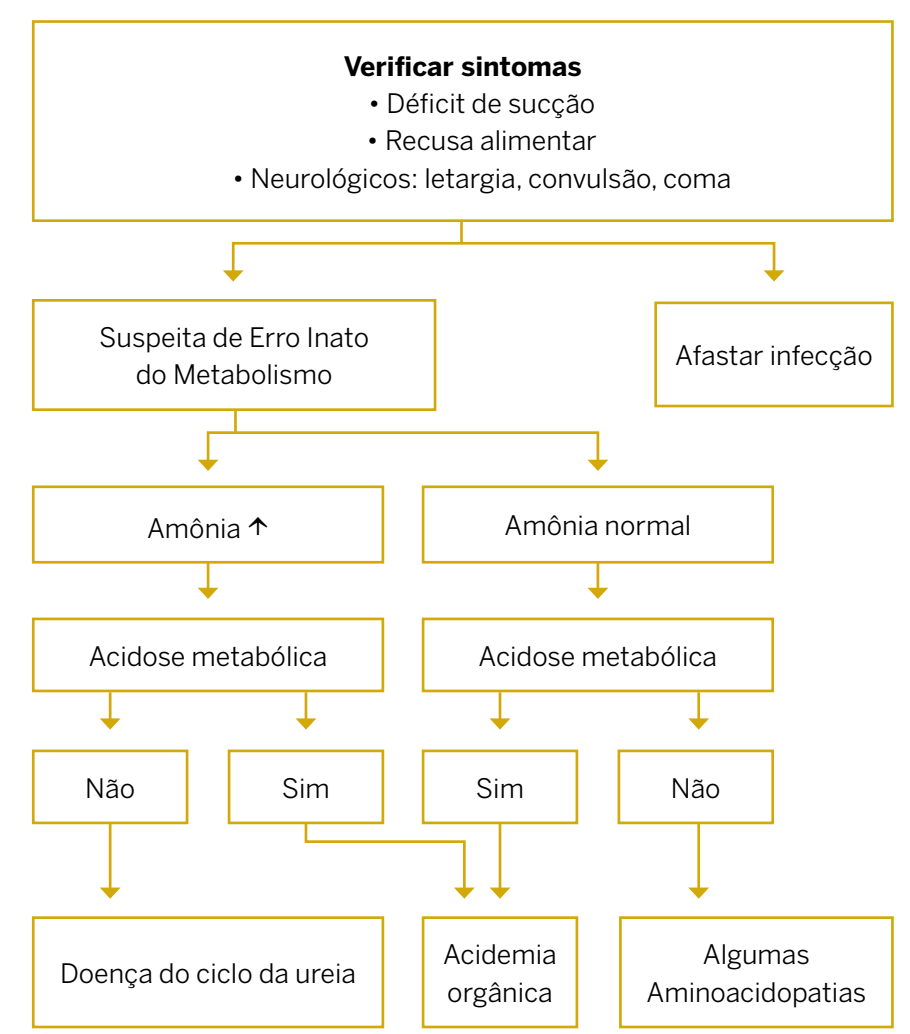 Verificar sintomas
• Déficit de sucção
• Recusa alimentar
• Neurológicos: letargia, convulsão, coma
Suspeita de Erro Inato
do Metabolismo
Afastar infecção
Amônia ↑
Amônia normal
Acidose metabólica
Acidose metabólica
Não
Sim
Sim
Não
Doença do ciclo da ureia
Acidemia
orgânica
Algumas
Aminoacidopatias